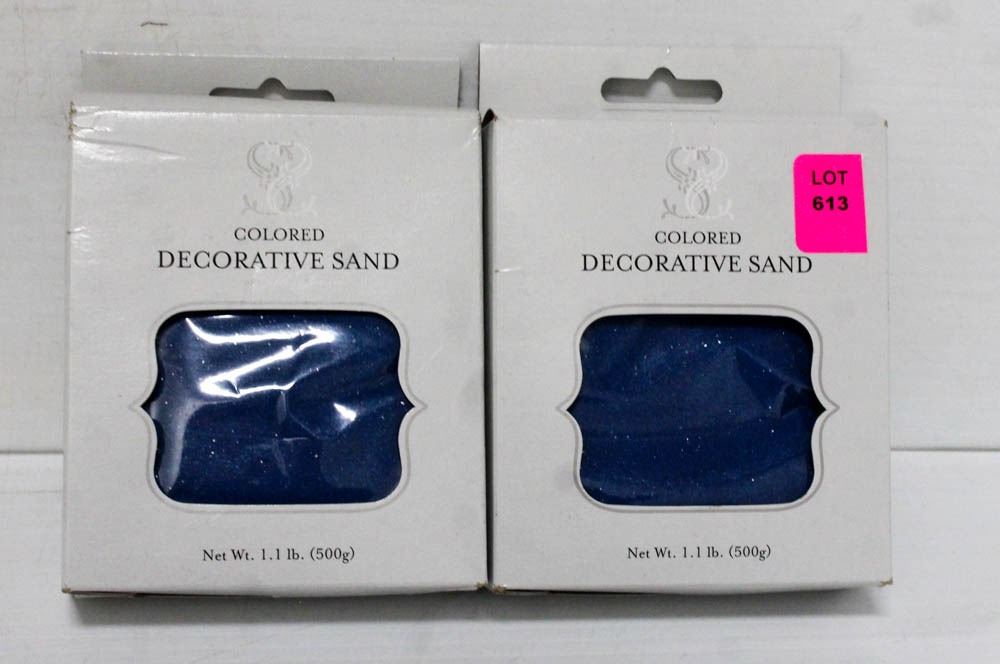 COLORED
DECORATIVE SAND
Net Wt. 1.1 lb. (500g)
COLORED
DECORATIVE SAND
Net Wt. 1.1 lb. (500g)
LOT
613